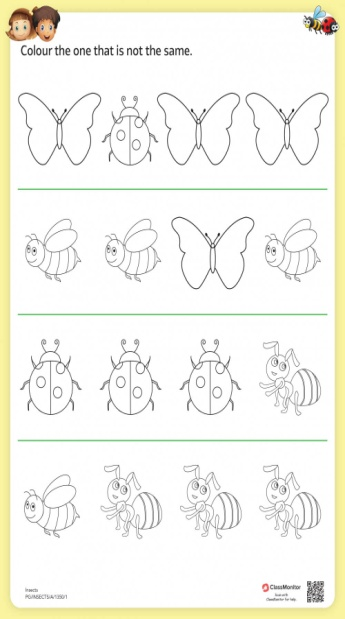 Colour the one that is not the same.
Insects
ClassMonitor